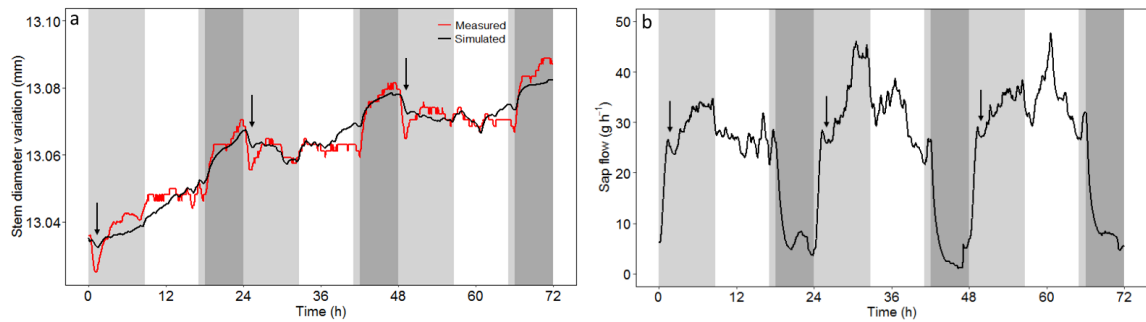 a
Measured
Simulated
Stem diameter variation (mm)
13.10
13.08
13.06
13.04
0 12 24 36 48 60 72
Time (h)
b
Sap flow (g h⁻¹)
50
40
30
20
10
0
0 12 24 36 48 60 72
Time (h)